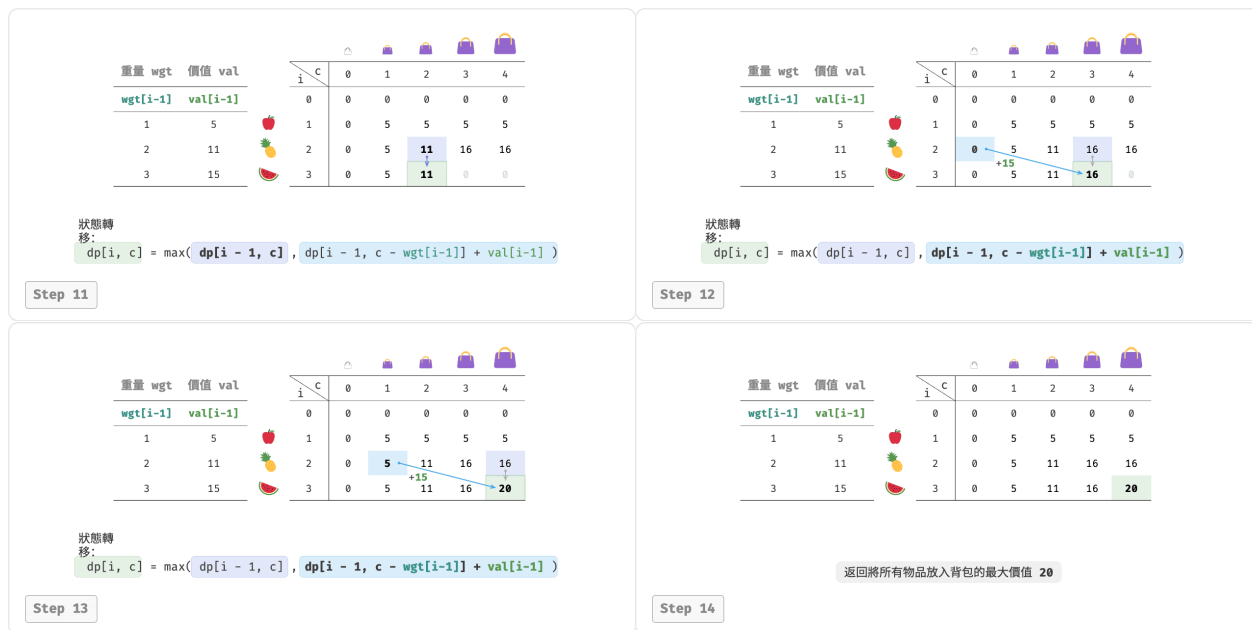 重量 wgt 價值 val
wgt[i-1] val[i-1]
1 5
2 11
3 15
i c 0 1 2 3 4
0 0 0 0 0 0
1 0 5 5 5 5
2 0 5 11 16 16
3 0 5 11 0 0
狀態轉
移：
dp[i, c] = max( dp[i - 1, c] , dp[i - 1, c - wgt[i-1]] + val[i-1] )
Step 11
重量 wgt 價值 val
wgt[i-1] val[i-1]
1 5
2 11
3 15
i c 0 1 2 3 4
0 0 0 0 0 0
1 0 5 5 5 5
2 0 5 11 16 16
+15
3 0 5 11 16 0
狀態轉
移：
dp[i, c] = max( dp[i - 1, c] , dp[i - 1, c - wgt[i-1]] + val[i-1] )
Step 12
重量 wgt 價值 val
wgt[i-1] val[i-1]
1 5
2 11
3 15
i c 0 1 2 3 4
0 0 0 0 0 0
1 0 5 5 5 5
2 0 5 11 16 16
+15
3 0 5 11 16 20
狀態轉
移：
dp[i, c] = max( dp[i - 1, c] , dp[i - 1, c - wgt[i-1]] + val[i-1] )
Step 13
重量 wgt 價值 val
wgt[i-1] val[i-1]
1 5
2 11
3 15
i c 0 1 2 3 4
0 0 0 0 0 0
1 0 5 5 5 5
2 0 5 11 16 16
3 0 5 11 16 20
返回將所有物品放入背包的最大價值 20
Step 14